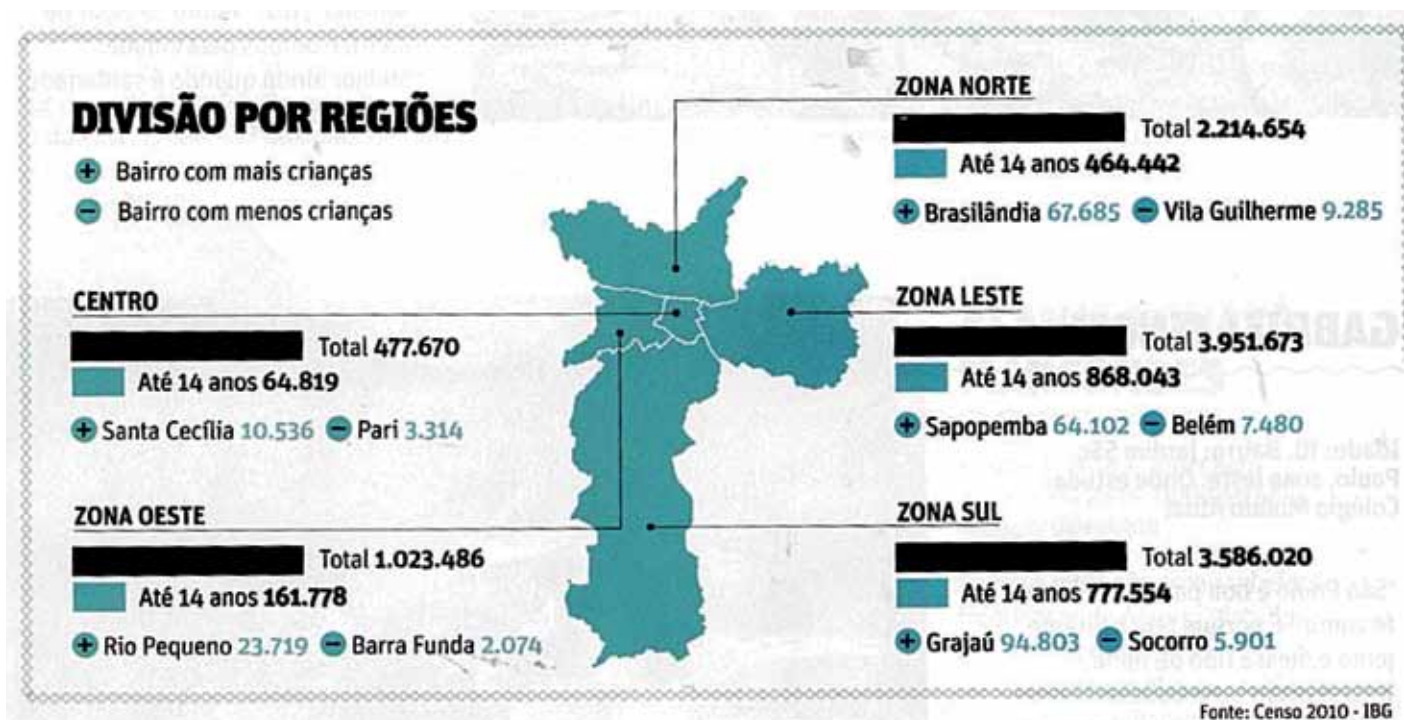 DIVISÃO POR REGIÕES
+ Bairro com mais crianças
− Bairro com menos crianças
CENTRO
Total 477.670
Até 14 anos 64.819
+ Santa Cecília 10.536 − Pari 3.314
ZONA OESTE
Total 1.023.486
Até 14 anos 161.778
+ Rio Pequeno 23.719 − Barra Funda 2.074
ZONA NORTE
Total 2.214.654
Até 14 anos 464.442
+ Brasilândia 67.685 − Vila Guilherme 9.285
ZONA LESTE
Total 3.951.673
Até 14 anos 868.043
+ Sapopemba 64.102 − Belém 7.480
ZONA SUL
Total 3.586.020
Até 14 anos 777.554
+ Grajaú 94.803 − Socorro 5.901
Fonte: Censo 2010 - IBG